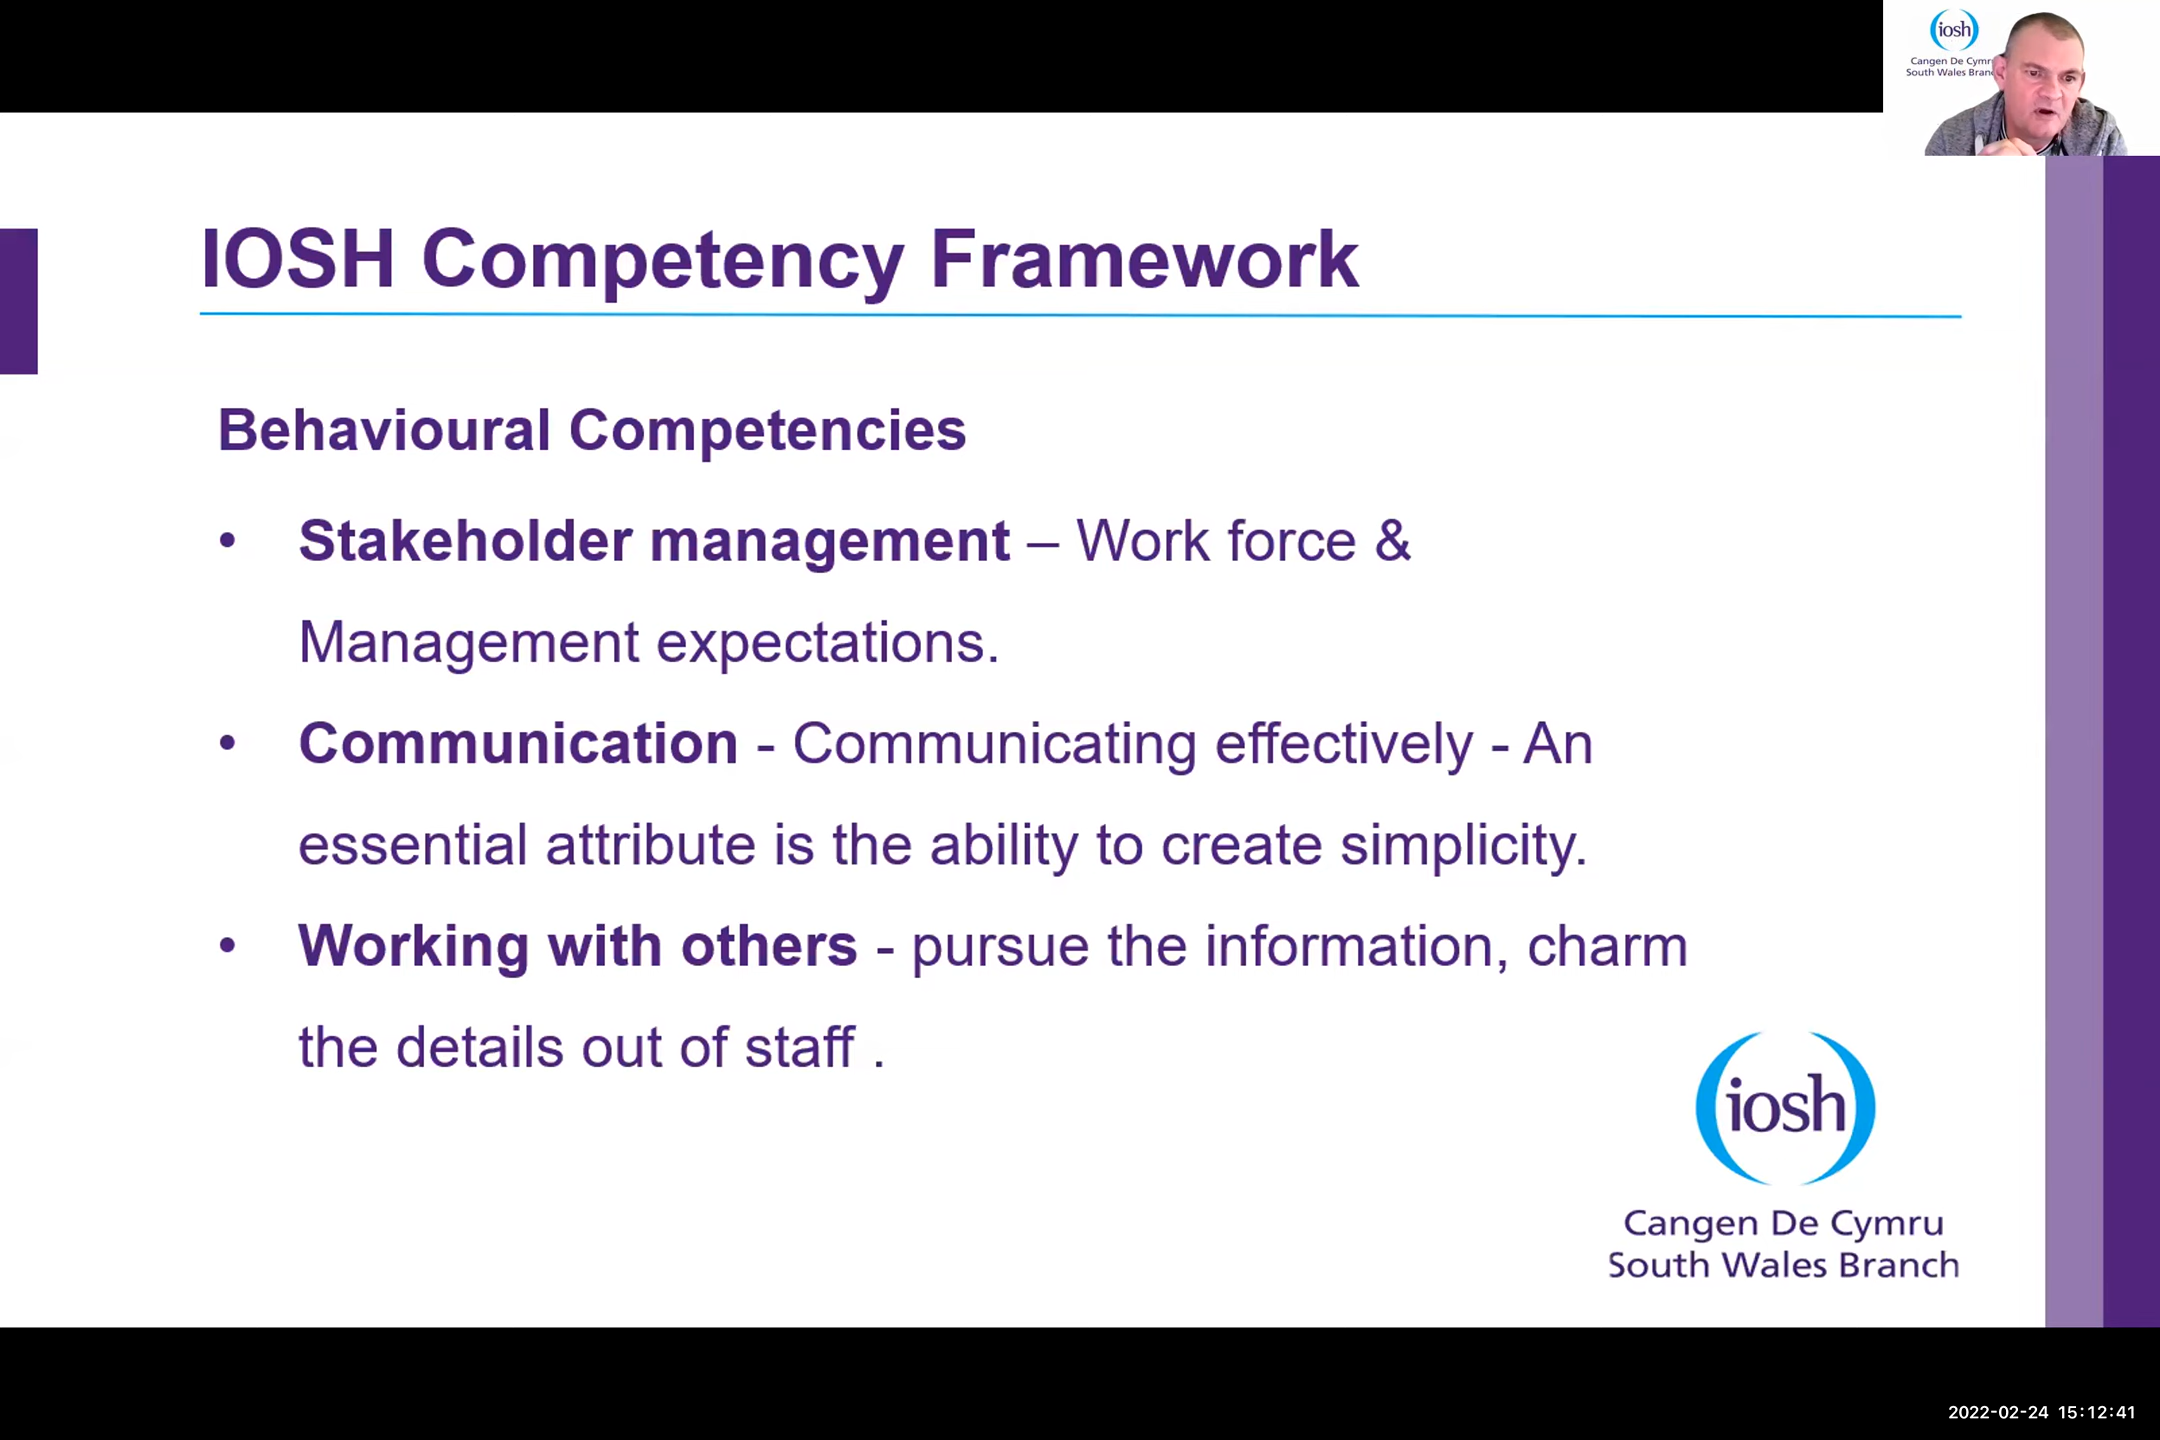 iosh
Cangen De Cymr
South Wales Branc
IOSH Competency Framework
Behavioural Competencies
• Stakeholder management – Work force &
Management expectations.
• Communication - Communicating effectively - An
essential attribute is the ability to create simplicity.
• Working with others - pursue the information, charm
the details out of staff .
iosh
Cangen De Cymru
South Wales Branch
2022-02-24 15:12:41